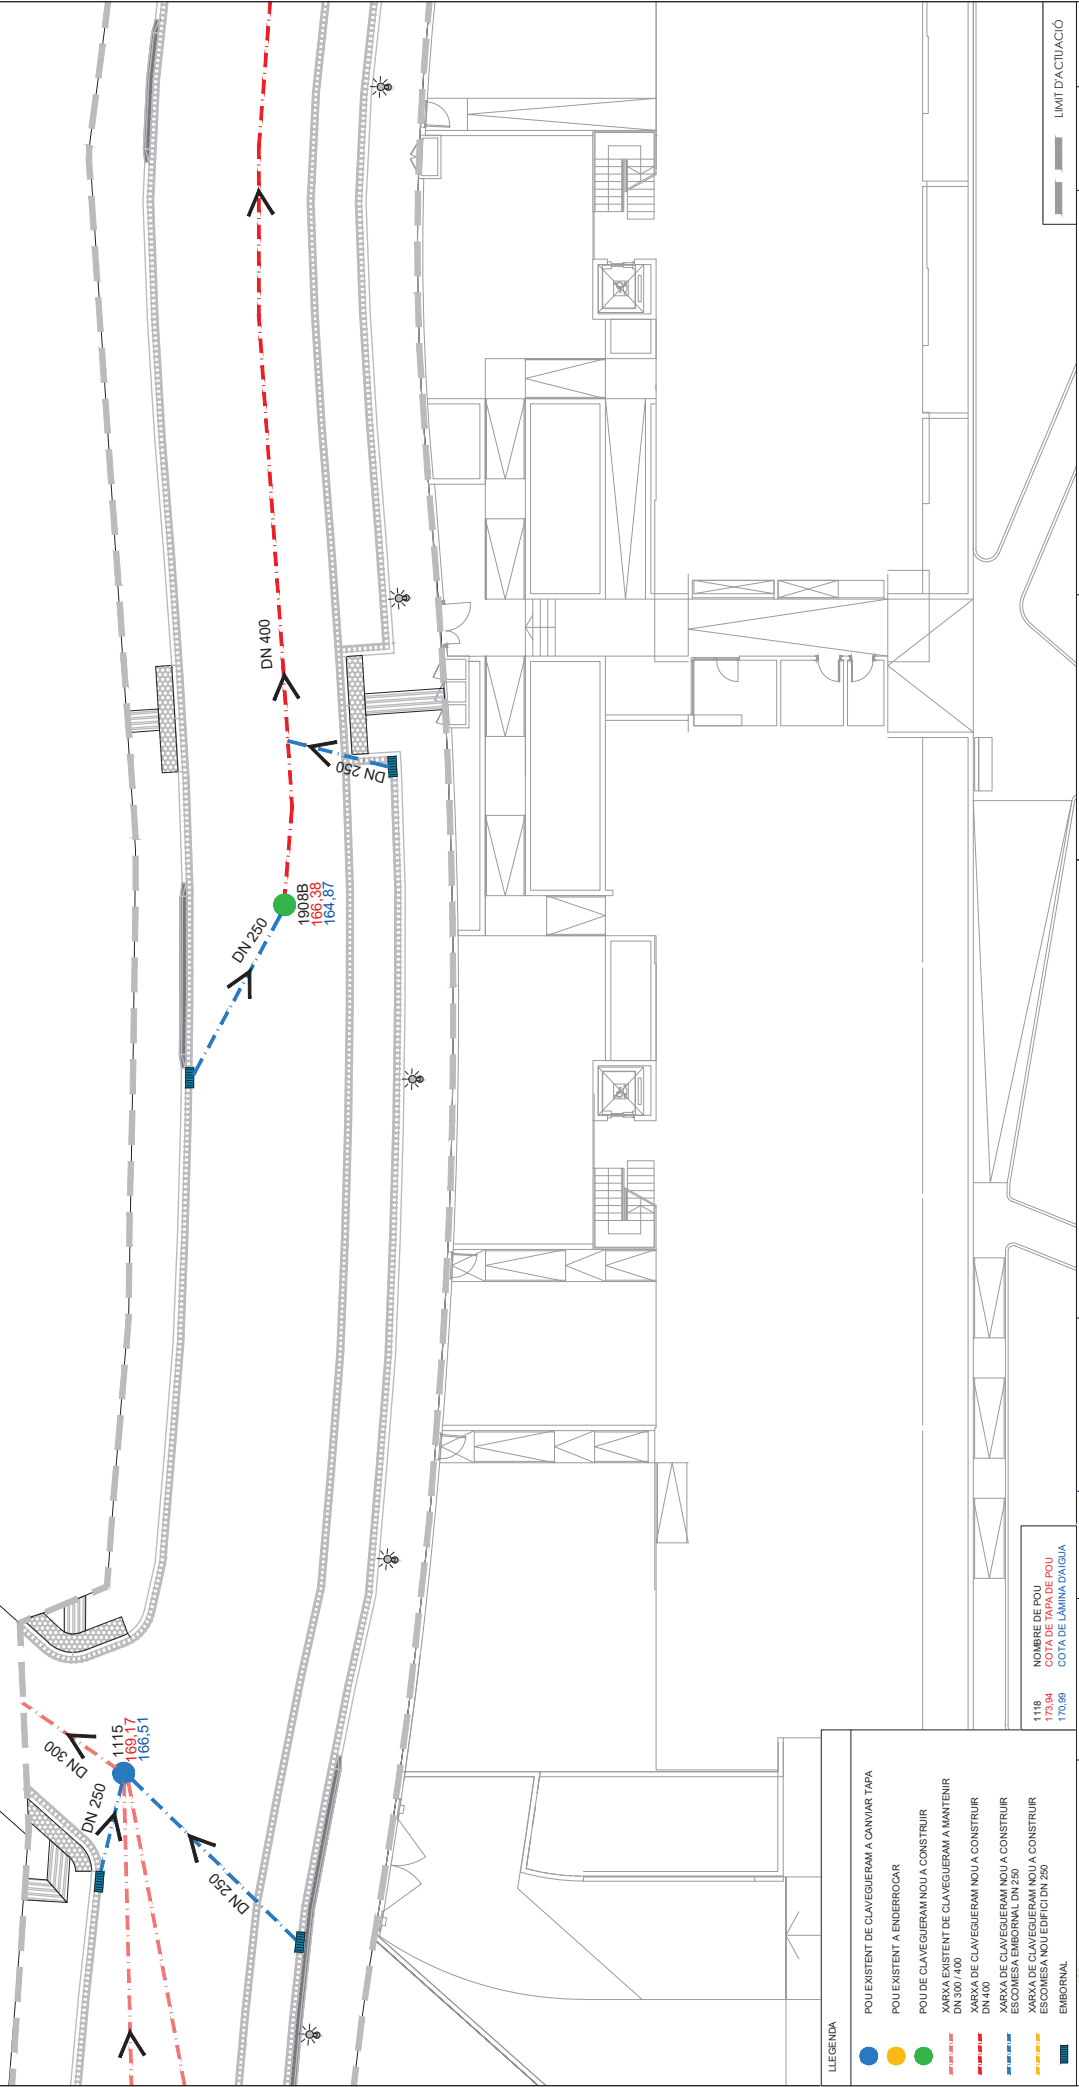 DN 300
DN 250
1115
169,17
166,51
DN 250
DN 250
1908B
166,38
164,87
DN 250
DN 400
LLEGENDA
POU EXISTENT DE CLAVEGUERAM A CANVIAR TAPA
POU EXISTENT A ENDERROCAR
POU DE CLAVEGUERAM NOU A CONSTRUIR
XARXA EXISTENT DE CLAVEGUERAM A MANTENIR
DN 300 / 400
XARXA DE CLAVEGUERAM NOU A CONSTRUIR
DN 400
XARXA DE CLAVEGUERAM NOU A CONSTRUIR
ESCOMESA EMBORNAL DN 250
XARXA DE CLAVEGUERAM NOU A CONSTRUIR
ESCOMESA NOU EDIFICI DN 250
EMBORNAL
1118 NOMBRE DE POU
173,94 COTA DE TAPA DE POU
170,99 COTA DE LÀMINA D'AIGUA
LIMIT D'ACTUACIÓ